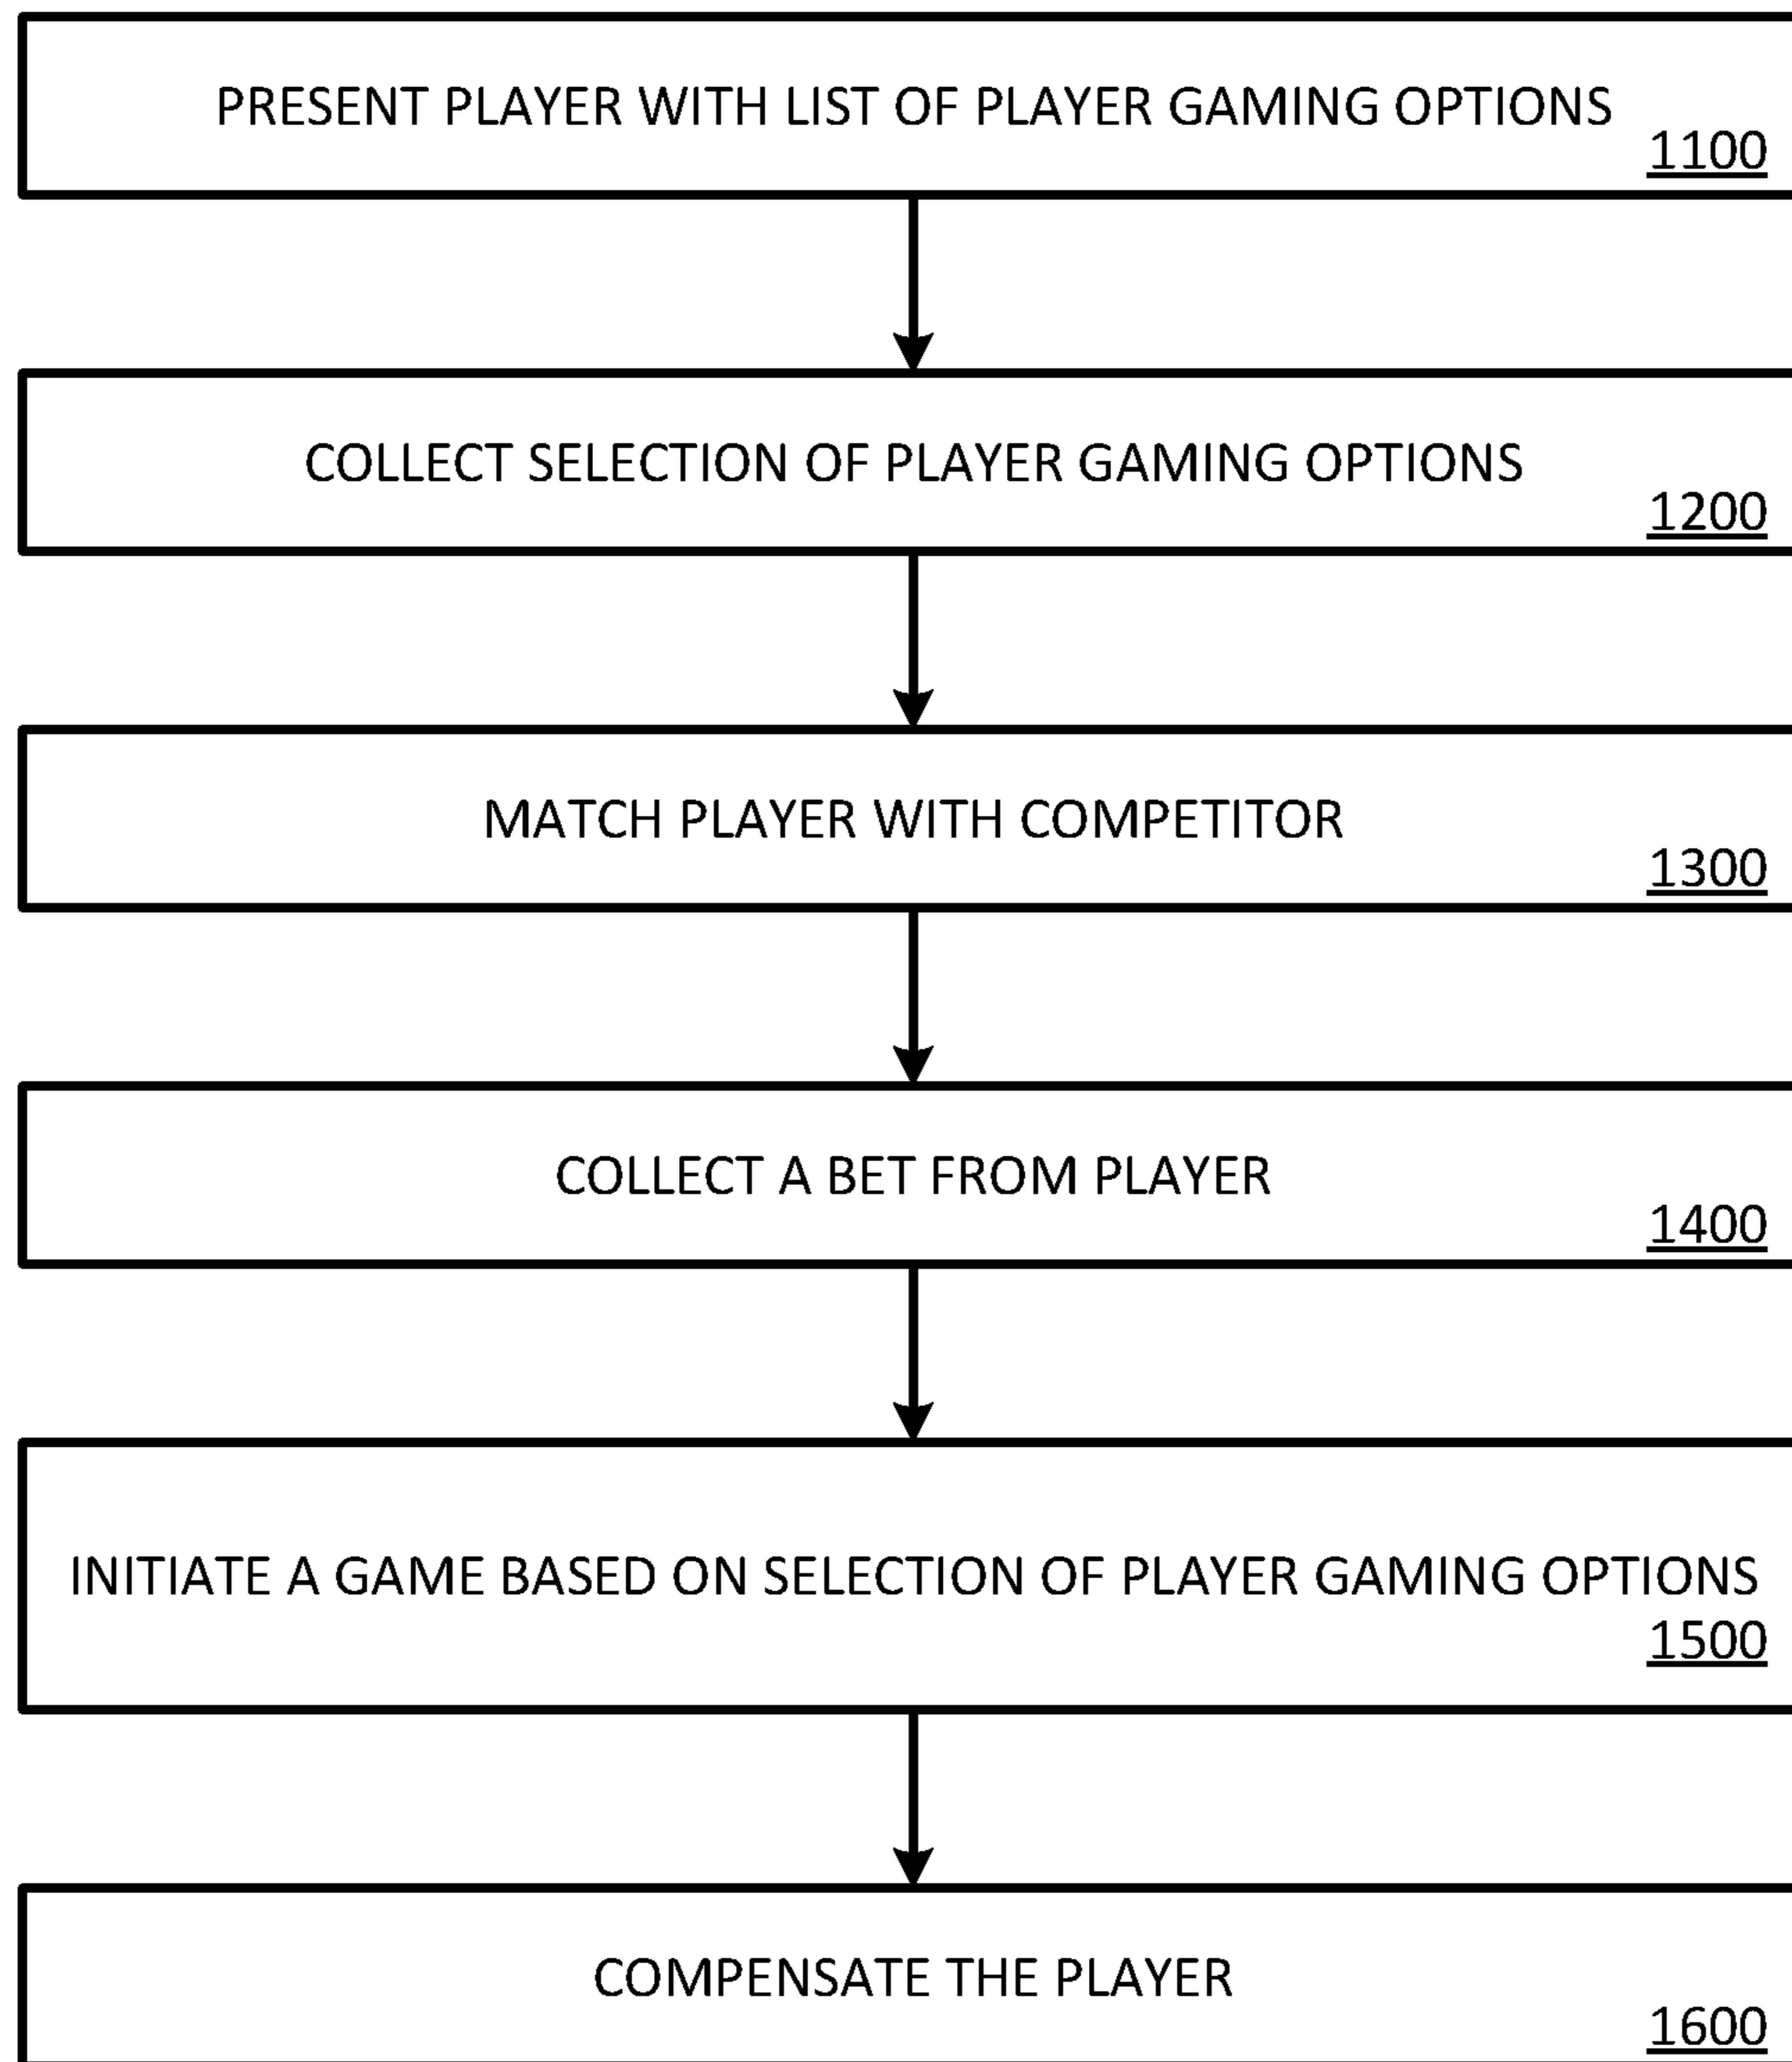 PRESENT PLAYER WITH LIST OF PLAYER GAMING OPTIONS
1100
COLLECT SELECTION OF PLAYER GAMING OPTIONS
1200
MATCH PLAYER WITH COMPETITOR
1300
COLLECT A BET FROM PLAYER
1400
INITIATE A GAME BASED ON SELECTION OF PLAYER GAMING OPTIONS
1500
COMPENSATE THE PLAYER
1600